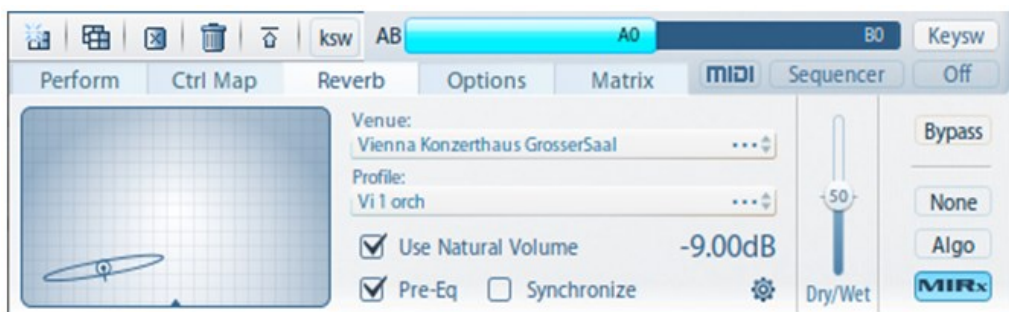 ksw AB A0 B0 Keysw
Perform Ctrl Map Reverb Options Matrix MIDI Sequencer Off
Venue:
Vienna Konzerthaus GrosserSaal
Profile:
Vi 1 orch
Use Natural Volume -9.00dB
Pre-Eq Synchronize
50
Dry/Wet
Bypass
None
Algo
MIRx